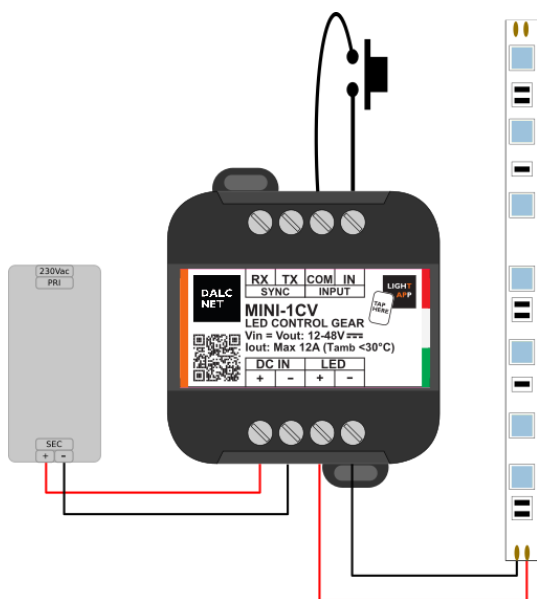 230Vac
PRI
SEC
+ −
DALC
NET
RX TX COM IN
SYNC INPUT
LIGHT
APP
TAP
HERE
MINI-1CV
LED CONTROL GEAR
Vin = Vout: 12-48V
Iout: Max 12A (Tamb <30°C)
DC IN LED
+ − + −